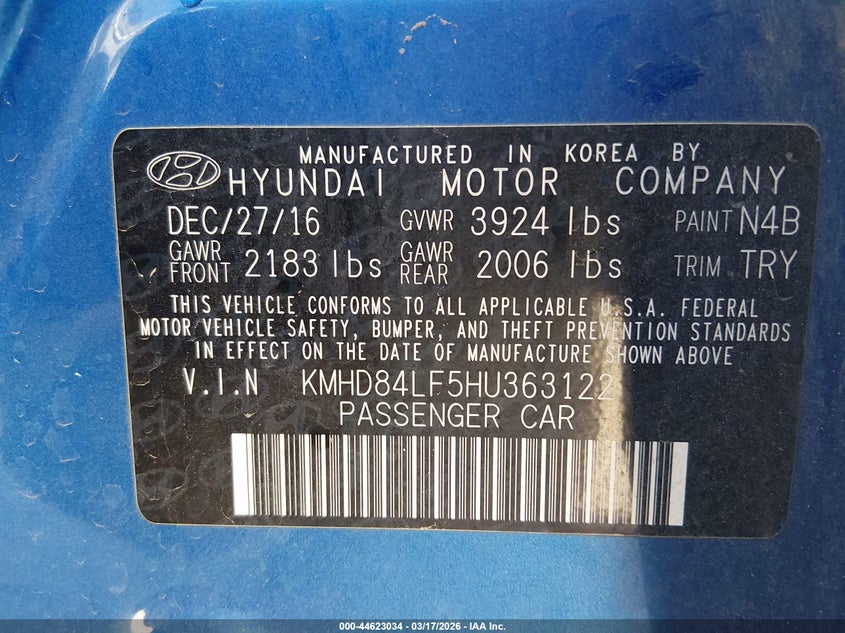 MANUFACTURED IN KOREA BY
HYUNDAI MOTOR COMPANY
DEC/27/16 GVWR 3924 lbs PAINT N4B
GAWR FRONT 2183 lbs GAWR REAR 2006 lbs TRIM TRY
THIS VEHICLE CONFORMS TO ALL APPLICABLE U.S.A. FEDERAL
MOTOR VEHICLE SAFETY, BUMPER, AND THEFT PREVENTION STANDARDS
IN EFFECT ON THE DATE OF MANUFACTURE SHOWN ABOVE.
V.I.N KMHD84LF5HU363122
PASSENGER CAR
000-44623034 - 03/17/2026 - IAA Inc.